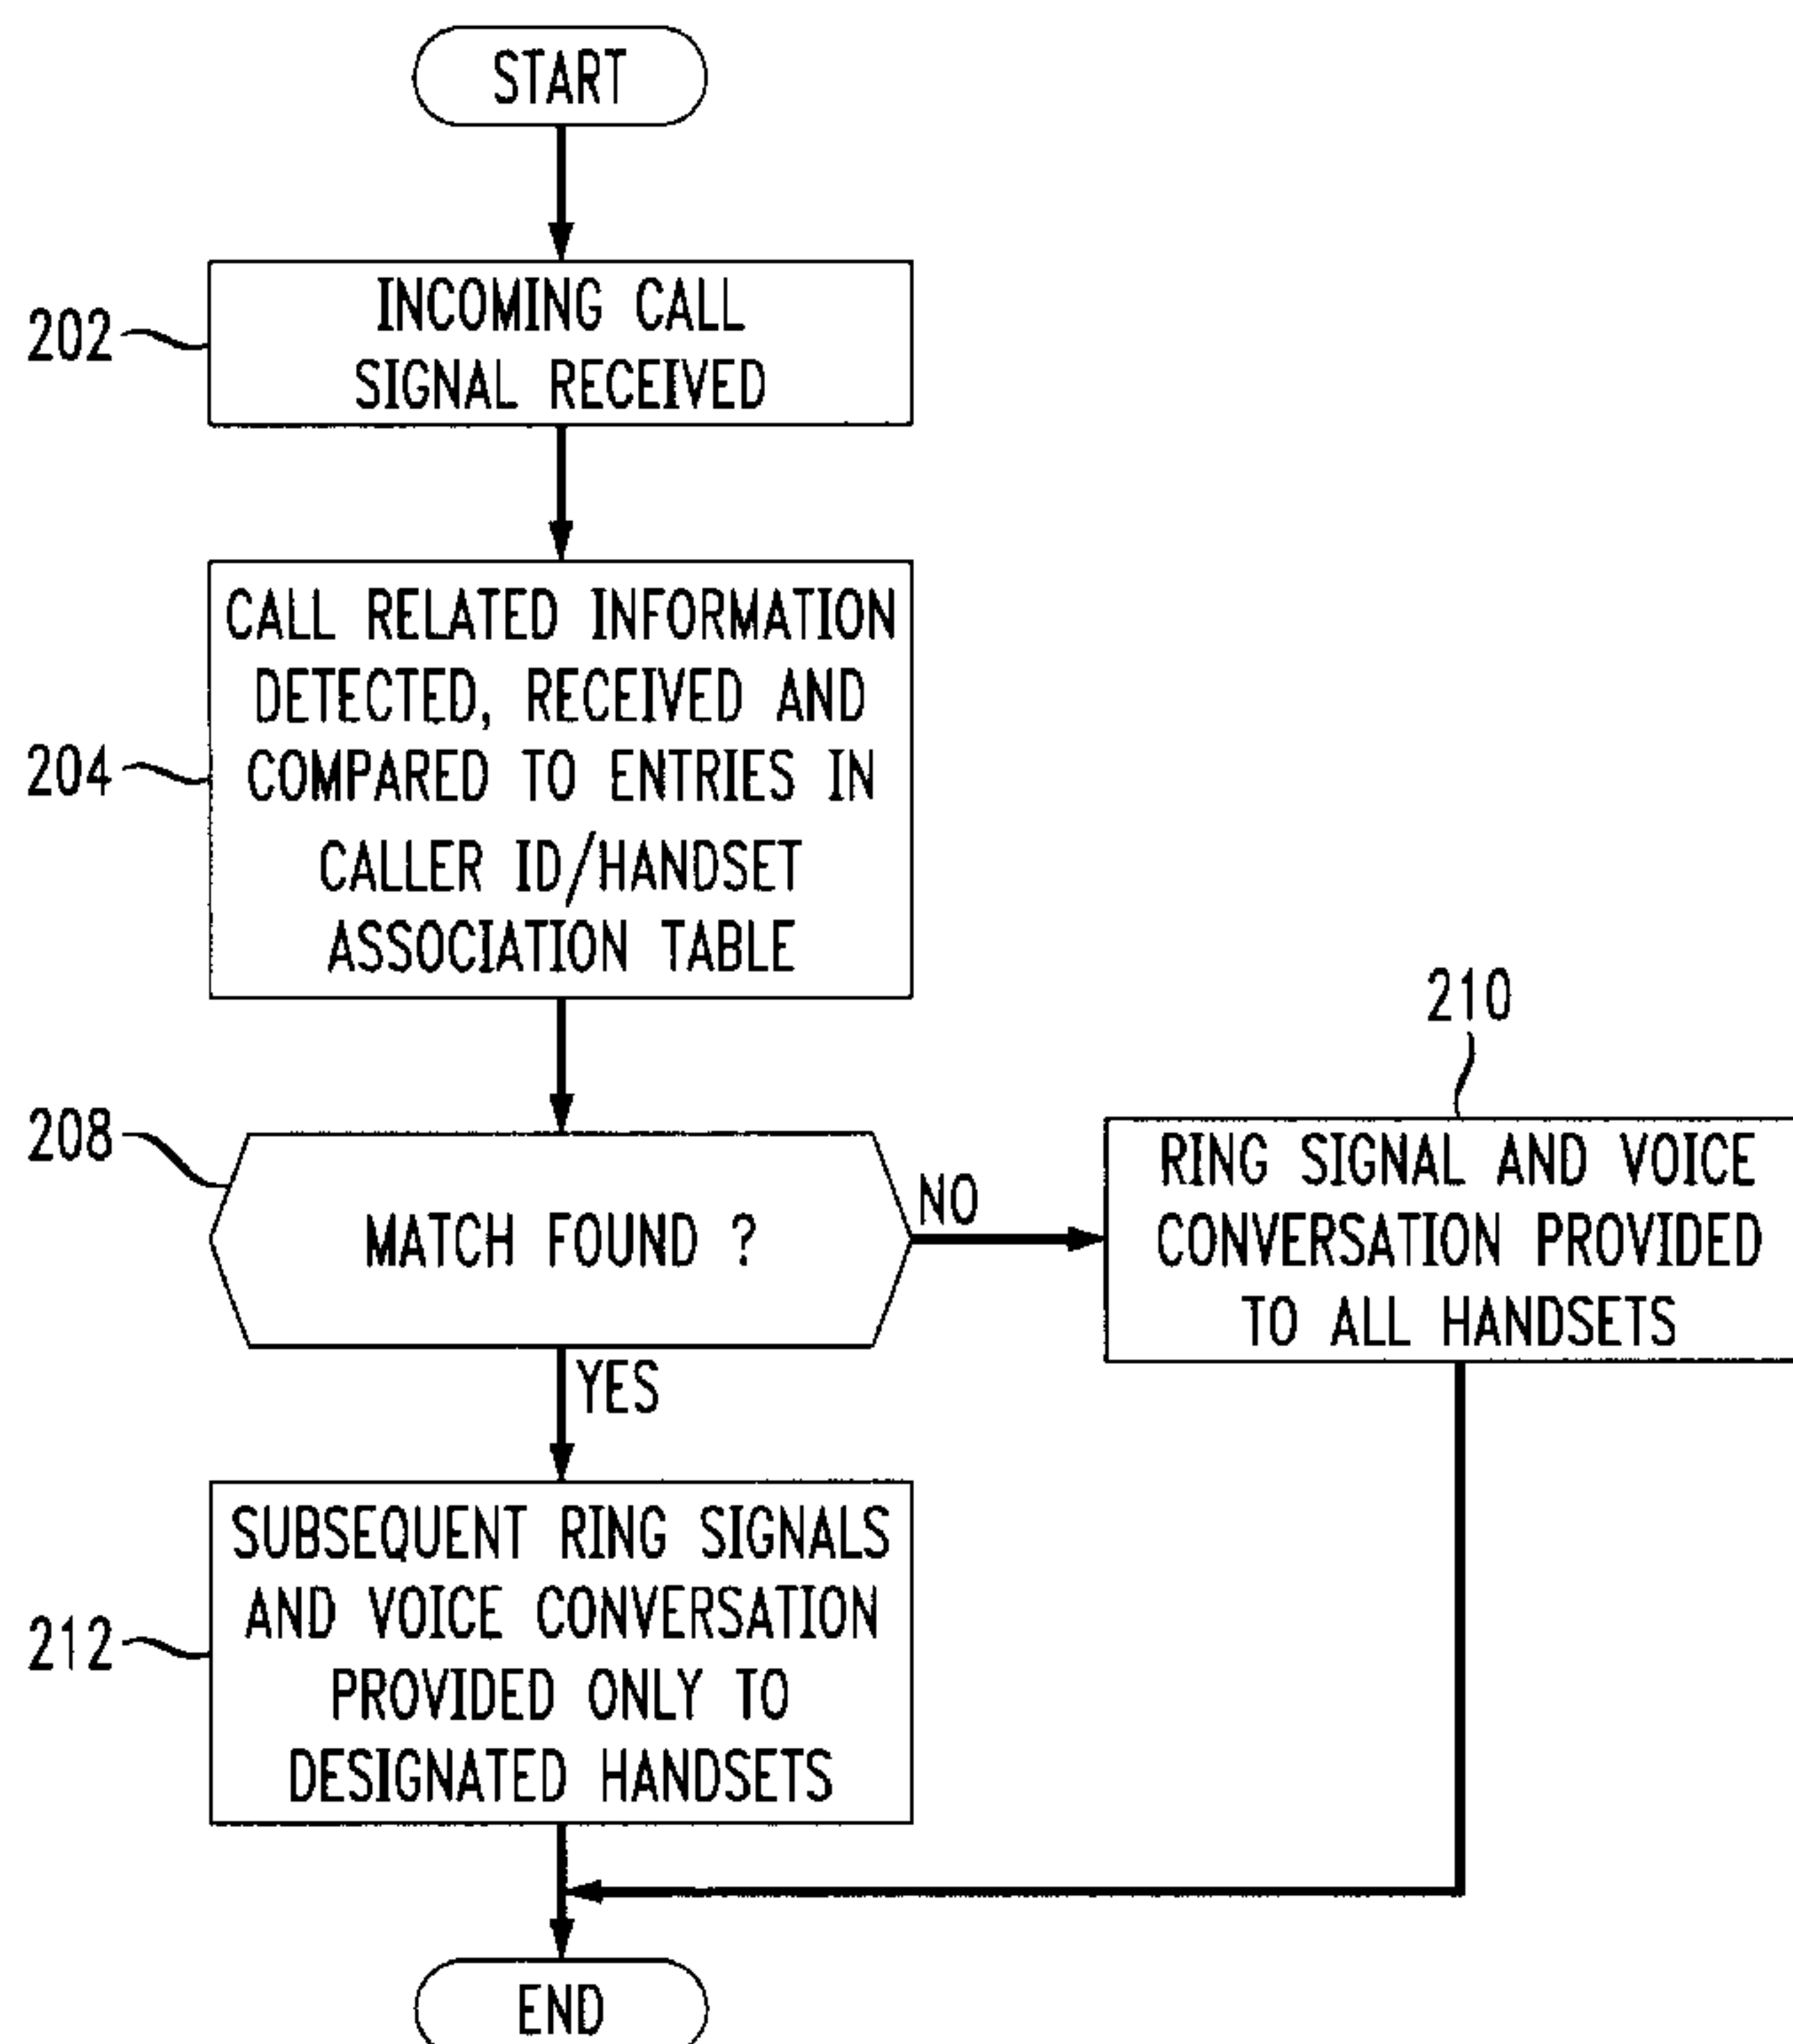 START
202
INCOMING CALL
SIGNAL RECEIVED
204
CALL RELATED INFORMATION
DETECTED, RECEIVED AND
COMPARED TO ENTRIES IN
CALLER ID/HANDSET
ASSOCIATION TABLE
208
MATCH FOUND ?
NO
210
RING SIGNAL AND VOICE
CONVERSATION PROVIDED
TO ALL HANDSETS
YES
212
SUBSEQUENT RING SIGNALS
AND VOICE CONVERSATION
PROVIDED ONLY TO
DESIGNATED HANDSETS
END